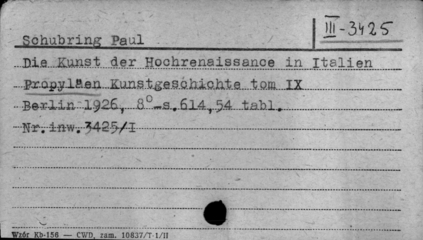 III-3425
Schubring Paul
Die Kunst der Hochrenaissance in Italien
Propyläen Kunstgeschichte tom IX
Berlin 1926, 8°-s.614,54 tabl.
Nr.inw.3425/I
Wzór Kb-156 — CWD, zam. 10837/T-1/II